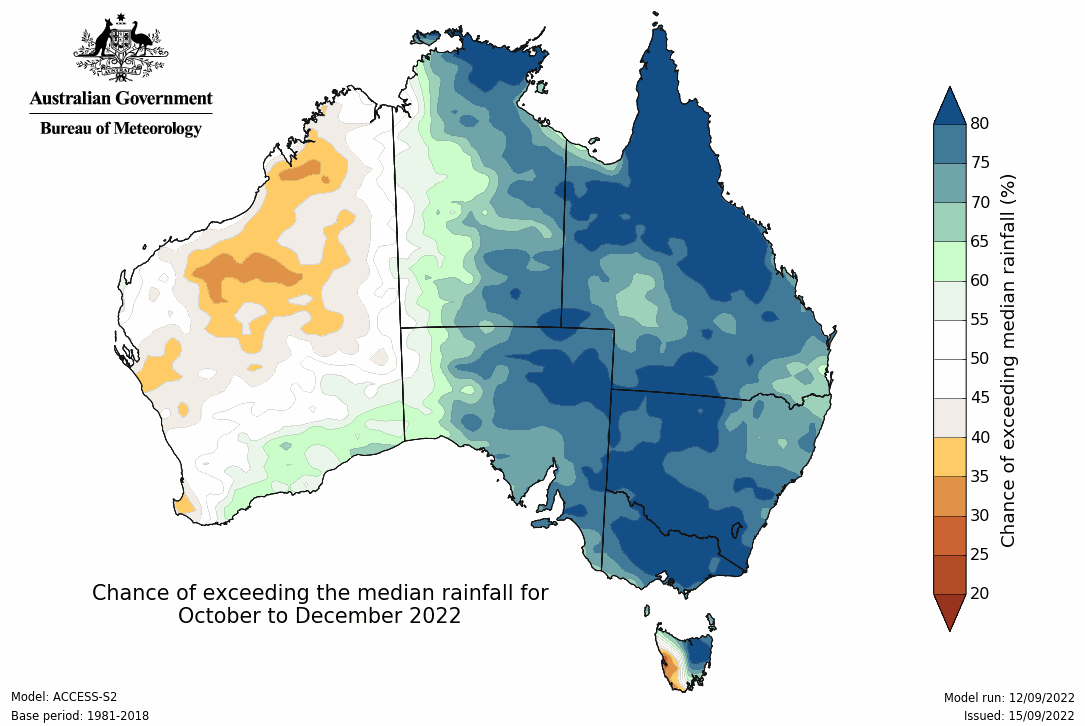 AUSTRALIA
Australian Government
Bureau of Meteorology
80
75
70
65
60
55
50
45
40
35
30
25
20
Chance of exceeding median rainfall (%)
Chance of exceeding the median rainfall for
October to December 2022
Model: ACCESS-S2
Base period: 1981-2018
Model run: 12/09/2022
Issued: 15/09/2022